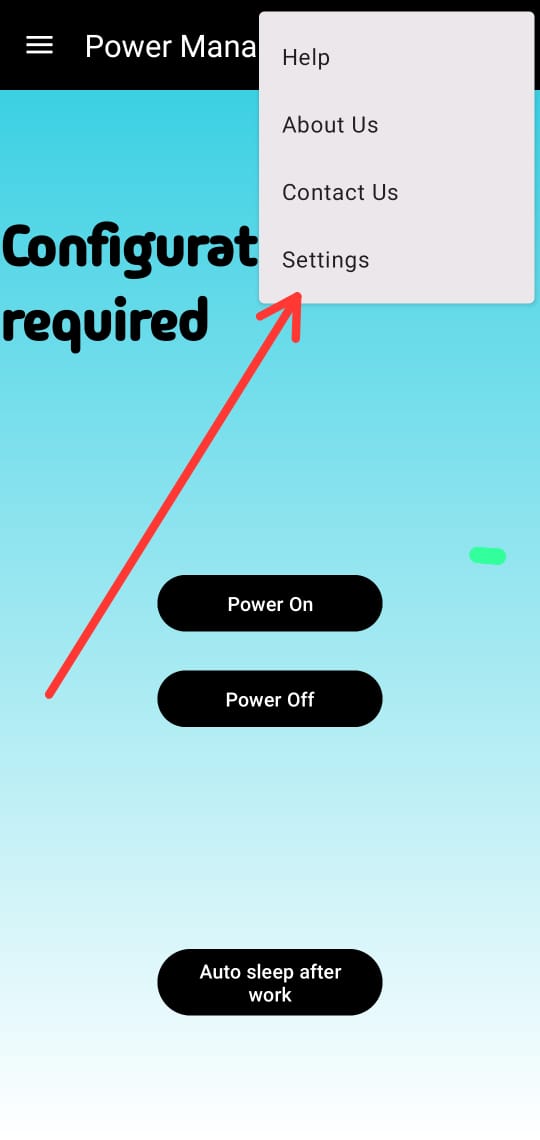 Power Mana
Help
About Us
Contact Us
Settings
Configurat
required
Power On
Power Off
Auto sleep after
work